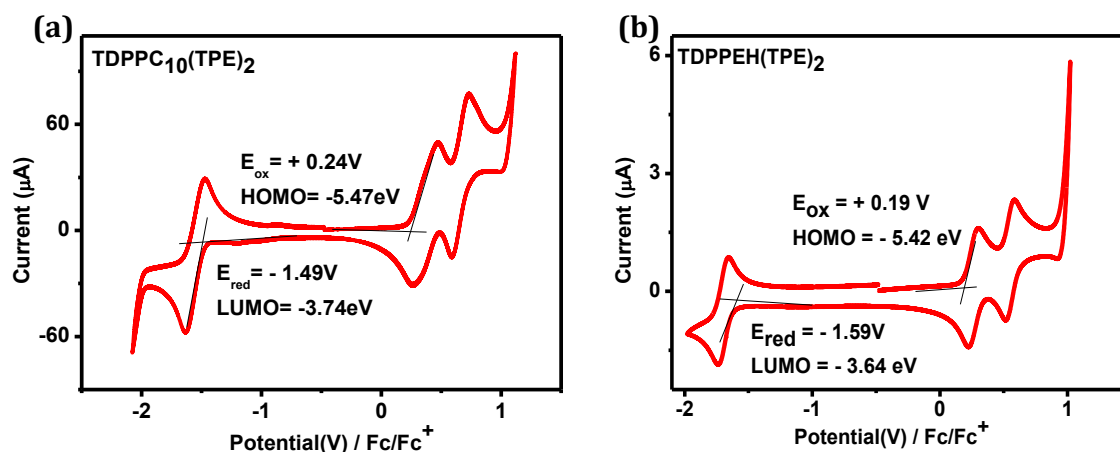 (a)
TDPPC10(TPE)2
60
0
-60
Current (µA)
Eox= + 0.24V
HOMO= -5.47eV
Ered= - 1.49V
LUMO= -3.74eV
-2 -1 0 1
Potential(V) / Fc/Fc+
(b)
TDPPEH(TPE)2
6
3
0
Current (µA)
Eox = + 0.19 V
HOMO = - 5.42 eV
Ered = - 1.59V
LUMO = - 3.64 eV
-2 -1 0 1
Potential(V) / Fc/Fc+